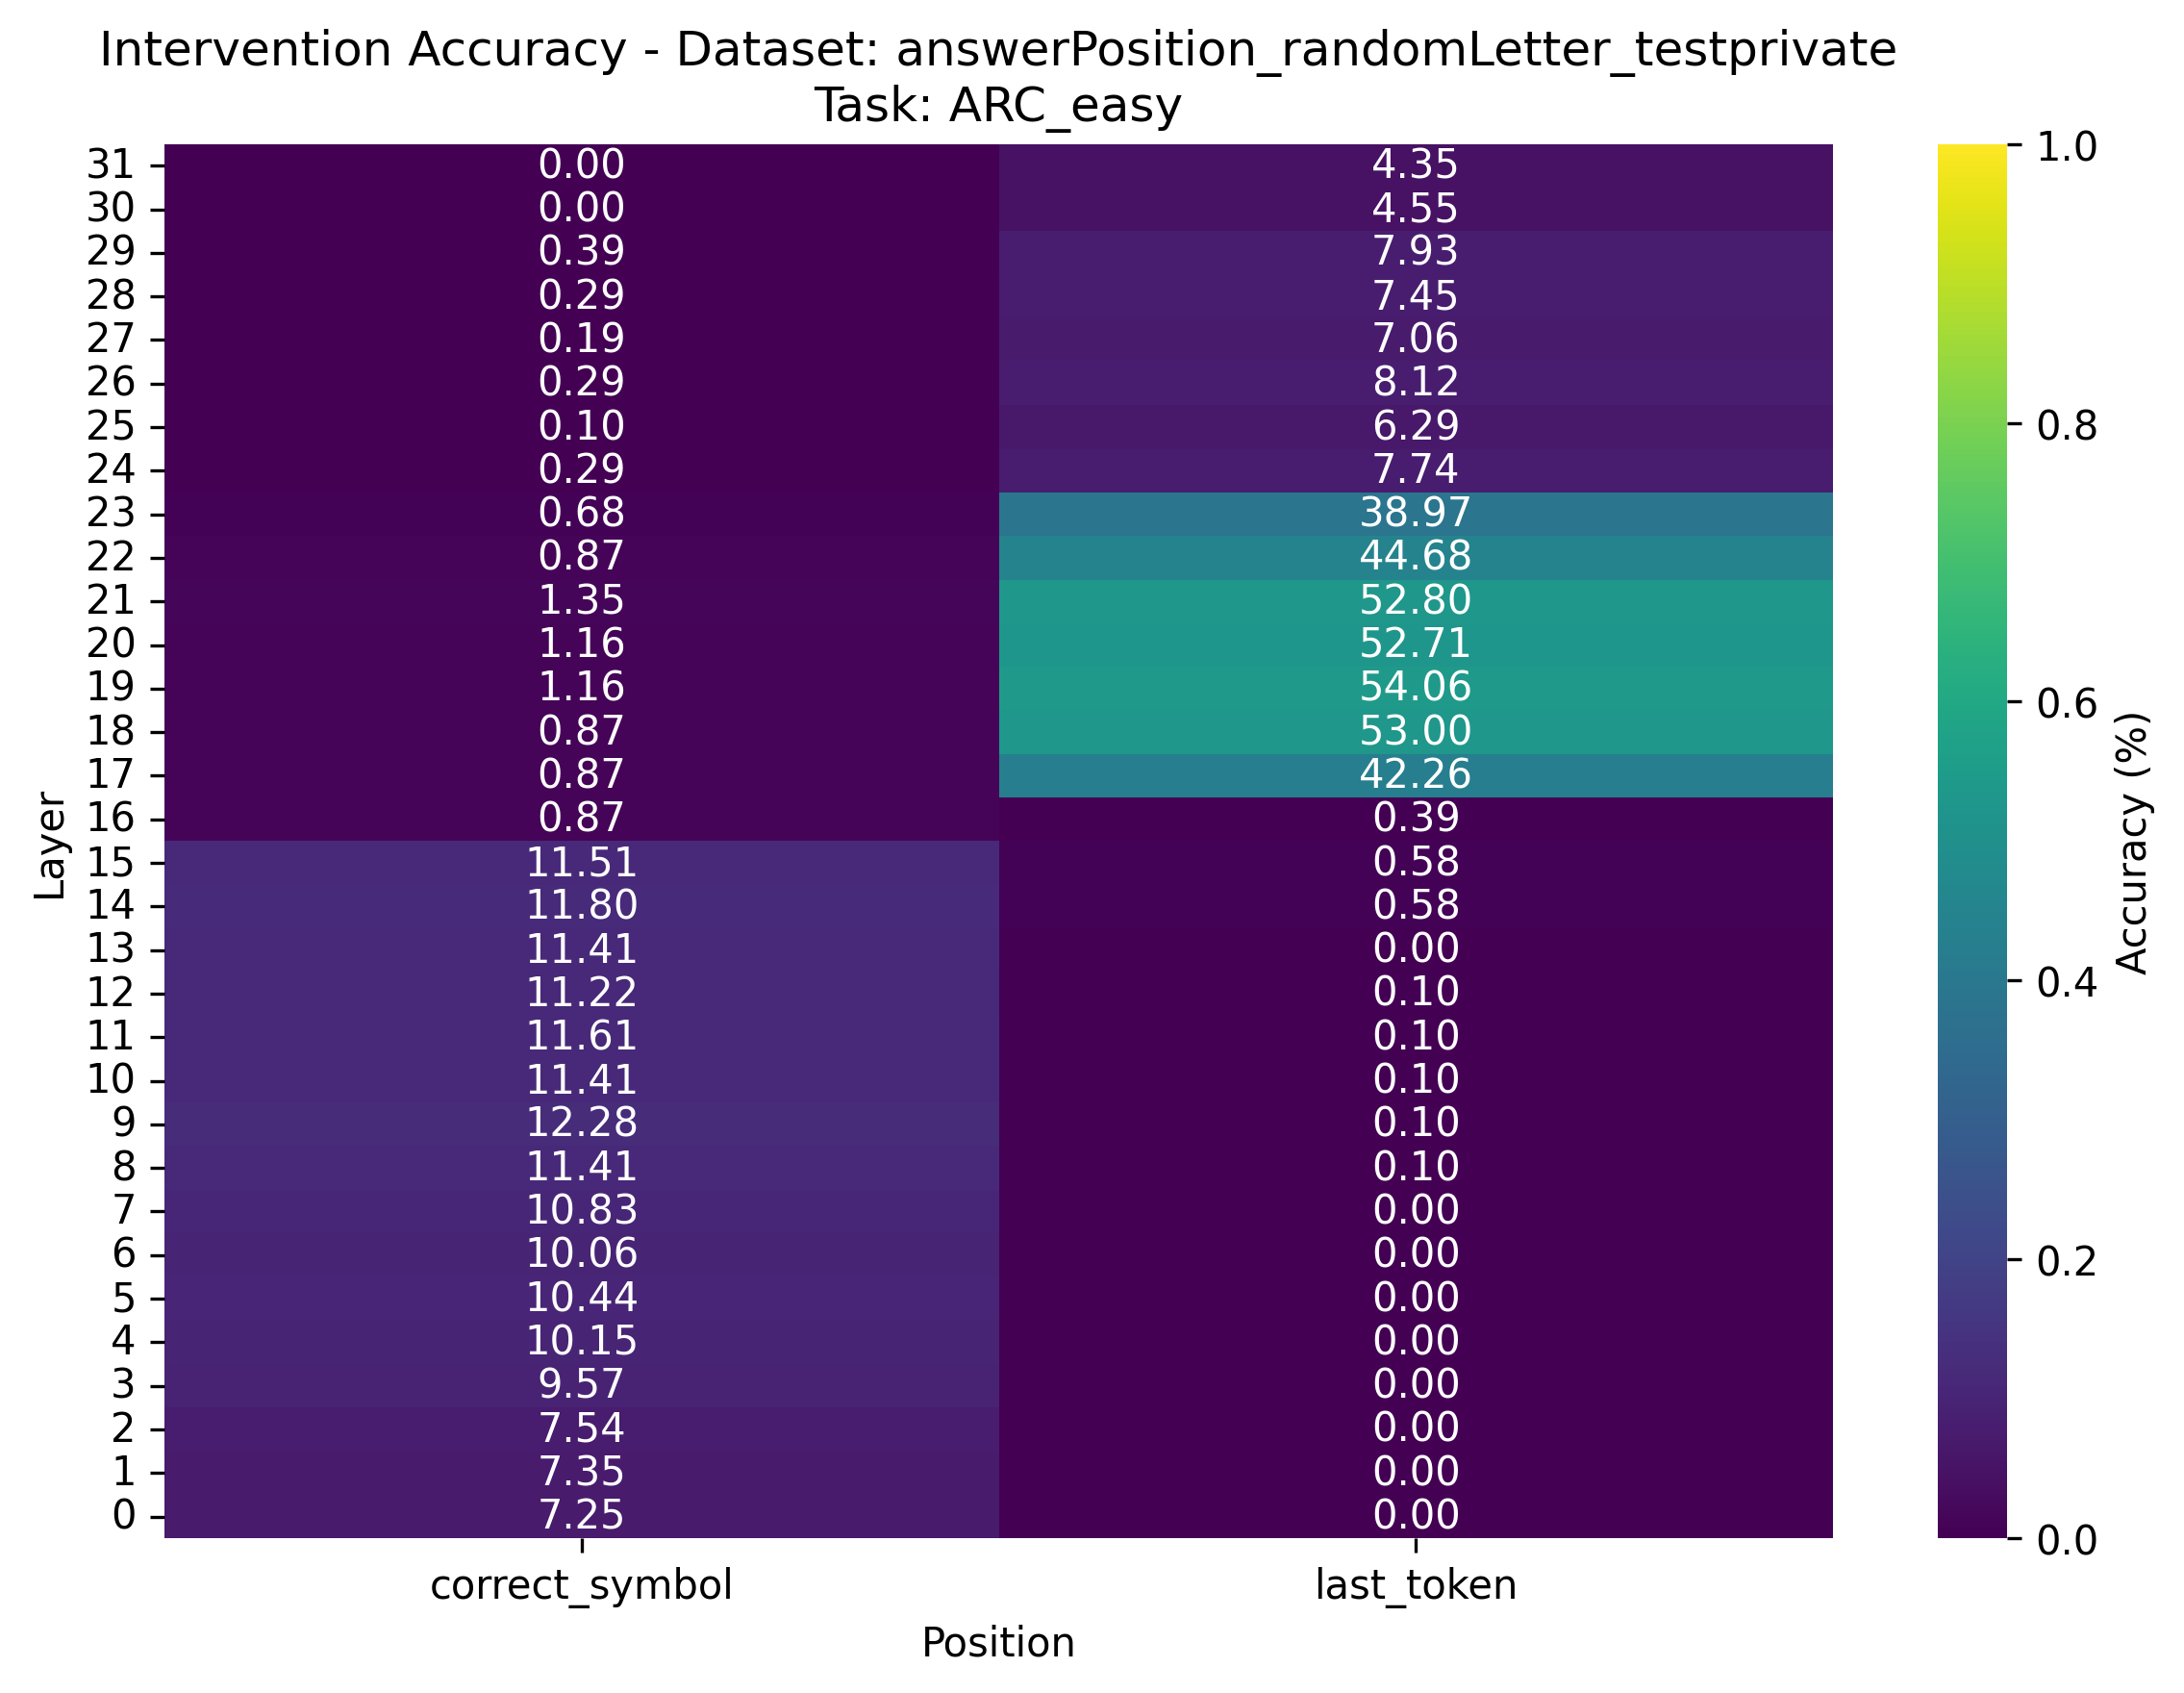 Intervention Accuracy - Dataset: answerPosition_randomLetter_testprivate
Task: ARC_easy
31 0.00 4.35
30 0.00 4.55
29 0.39 7.93
28 0.29 7.45
27 0.19 7.06
26 0.29 8.12
25 0.10 6.29
24 0.29 7.74
23 0.68 38.97
22 0.87 44.68
21 1.35 52.80
20 1.16 52.71
19 1.16 54.06
18 0.87 53.00
17 0.87 42.26
16 0.87 0.39
15 11.51 0.58
14 11.80 0.58
13 11.41 0.00
12 11.22 0.10
11 11.61 0.10
10 11.41 0.10
9 12.28 0.10
8 11.41 0.10
7 10.83 0.00
6 10.06 0.00
5 10.44 0.00
4 10.15 0.00
3 9.57 0.00
2 7.54 0.00
1 7.35 0.00
0 7.25 0.00
correct_symbol last_token
Position
Layer
1.0
0.8
0.6
0.4
0.2
0.0
Accuracy (%)